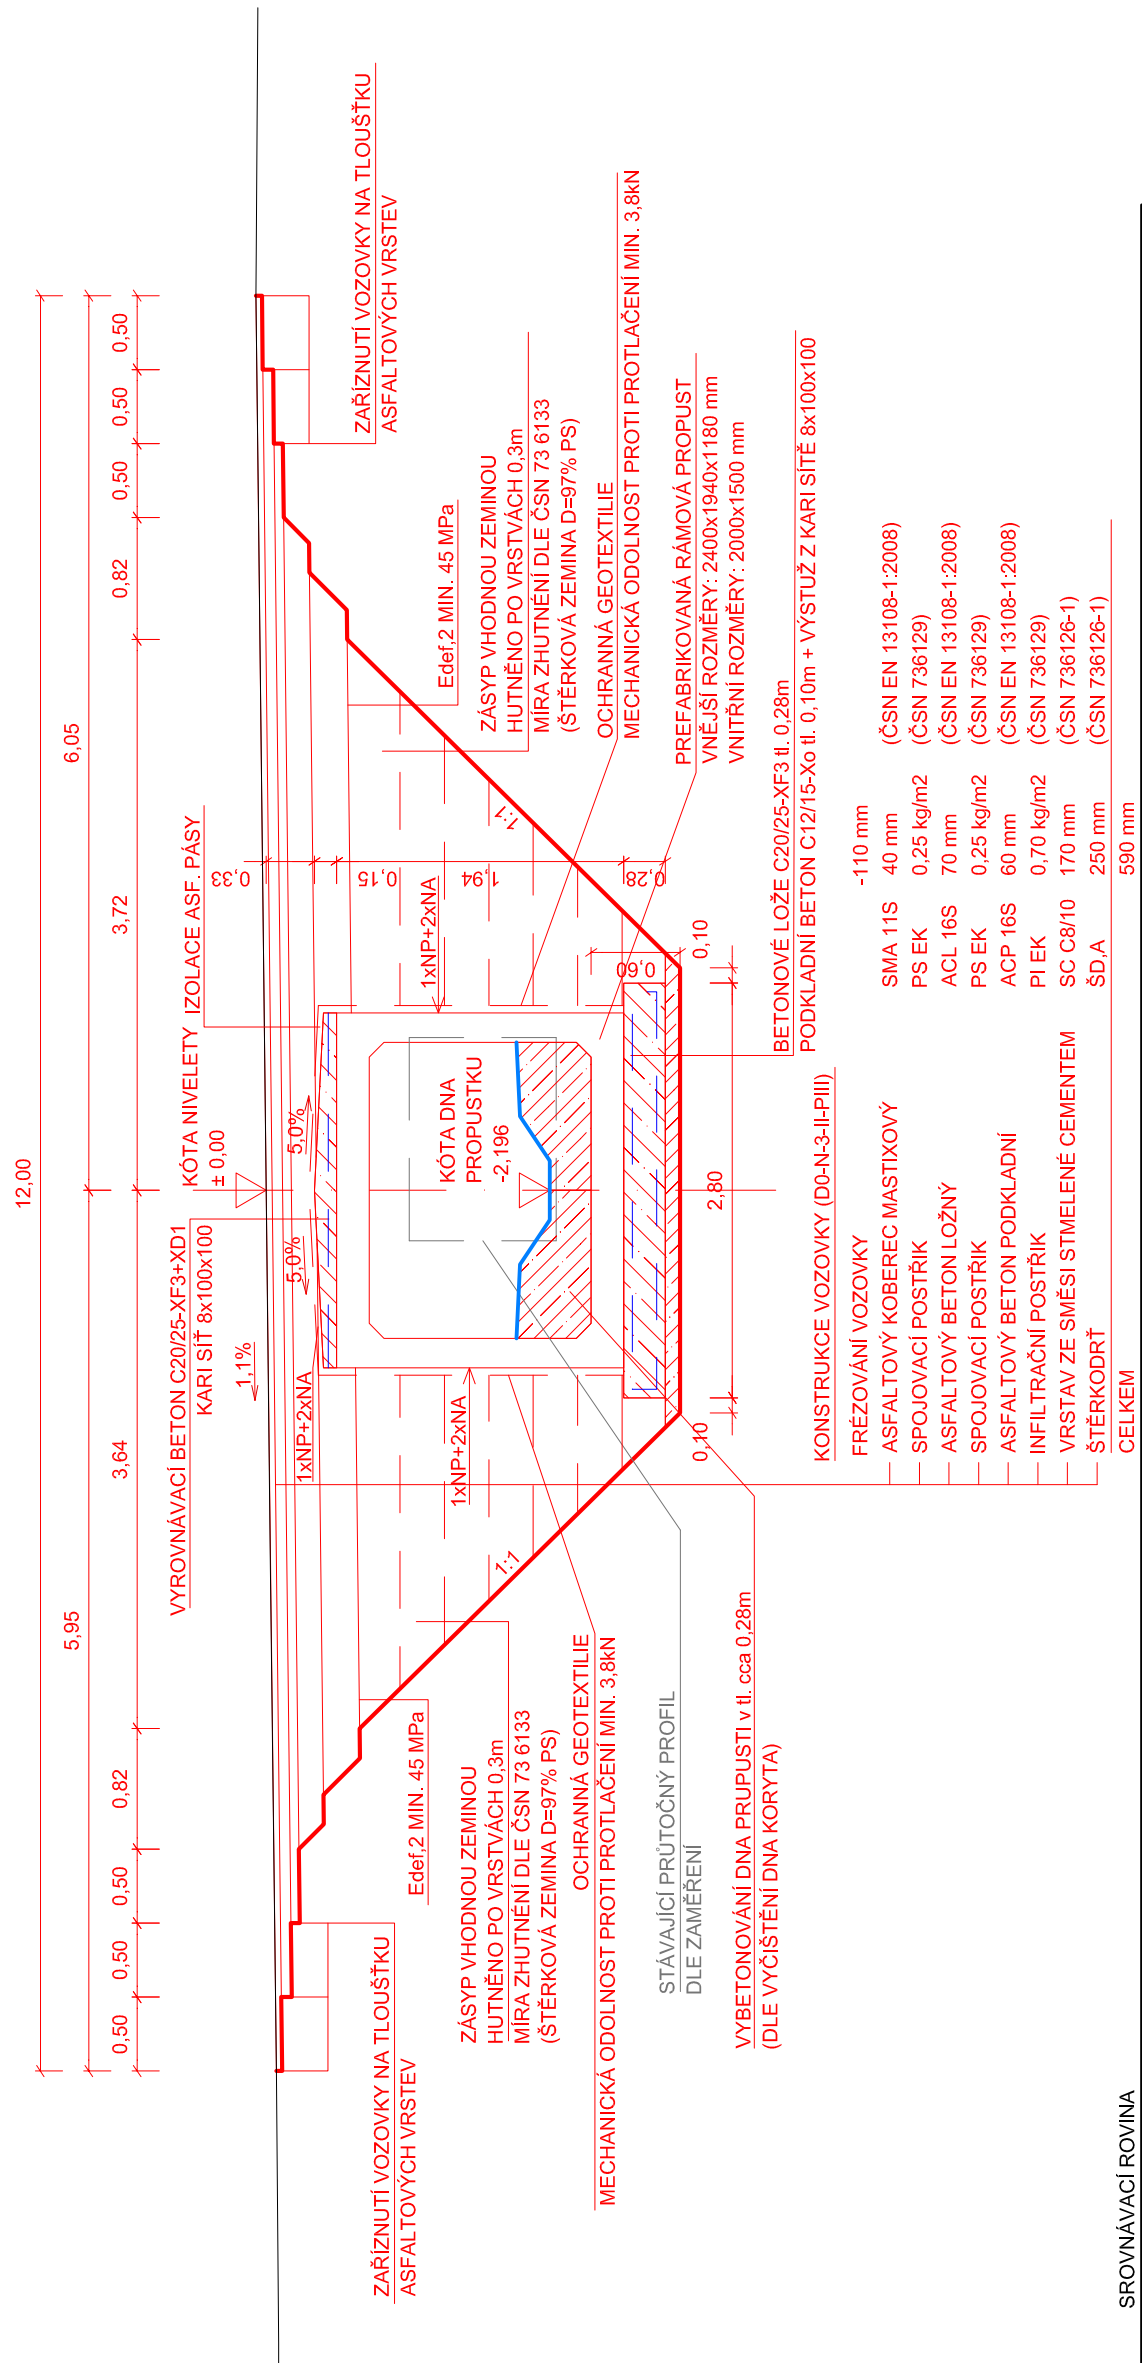 12,00
5,95
6,05
0,50
0,50
0,50
0,82
3,64
3,72
0,82
0,50
0,50
0,50
VYROVNÁVACÍ BETON C20/25-XF3+XD1
KARI SÍŤ 8x100x100
KÓTA NIVELETY
± 0,00
IZOLACE ASF. PÁSY
1,1%
5,0%
5,0%
0,33
0,15
1,94
0,28
0,60
1xNP+2xNA
1xNP+2xNA
1xNP+2xNA
ZAŘÍZNUTÍ VOZOVKY NA TLOUŠŤKU
ASFALTOVÝCH VRSTEV
ZAŘÍZNUTÍ VOZOVKY NA TLOUŠŤKU
ASFALTOVÝCH VRSTEV
Edef,2 MIN. 45 MPa
Edef,2 MIN. 45 MPa
ZÁSYP VHODNOU ZEMINOU
HUTNĚNO PO VRSTVÁCH 0,3m
MÍRA ZHUTNĚNÍ DLE ČSN 73 6133
(ŠTĚRKOVÁ ZEMINA D=97% PS)
ZÁSYP VHODNOU ZEMINOU
HUTNĚNO PO VRSTVÁCH 0,3m
MÍRA ZHUTNĚNÍ DLE ČSN 73 6133
(ŠTĚRKOVÁ ZEMINA D=97% PS)
1:1
1:1
KÓTA DNA
PROPUSTKU
-2,196
OCHRANNÁ GEOTEXTILIE
MECHANICKÁ ODOLNOST PROTI PROTLAČENÍ MIN. 3,8kN
OCHRANNÁ GEOTEXTILIE
MECHANICKÁ ODOLNOST PROTI PROTLAČENÍ MIN. 3,8kN
PREFABRIKOVANÁ RÁMOVÁ PROPUST
VNĚJŠÍ ROZMĚRY: 2400x1940x1180 mm
VNITŘNÍ ROZMĚRY: 2000x1500 mm
STÁVAJÍCÍ PRŮTOČNÝ PROFIL
DLE ZAMĚŘENÍ
0,10
2,80
0,10
VYBETONOVÁNÍ DNA PRUPUSTI v tl. cca 0,28m
(DLE VYČIŠTĚNÍ DNA KORYTA)
BETONOVÉ LOŽE C20/25-XF3 tl. 0,28m
PODKLADNÍ BETON C12/15-Xo tl. 0,10m + VÝSTUŽ Z KARI SÍTĚ 8x100x100
KONSTRUKCE VOZOVKY (D0-N-3-II-PIII)
FRÉZOVÁNÍ VOZOVKY -110 mm
ASFALTOVÝ KOBEREC MASTIXOVÝ SMA 11S 40 mm (ČSN EN 13108-1:2008)
SPOJOVACÍ POSTŘIK PS EK 0,25 kg/m2 (ČSN 736129)
ASFALTOVÝ BETON LOŽNÝ ACL 16S 70 mm (ČSN EN 13108-1:2008)
SPOJOVACÍ POSTŘIK PS EK 0,25 kg/m2 (ČSN 736129)
ASFALTOVÝ BETON PODKLADNÍ ACP 16S 60 mm (ČSN EN 13108-1:2008)
INFILTRAČNÍ POSTŘIK PI EK 0,70 kg/m2 (ČSN 736129)
VRSTAV ZE SMĚSI STMELENÉ CEMENTEM SC C8/10 170 mm (ČSN 736126-1)
ŠTĚRKODRŤ ŠD,A 250 mm (ČSN 736126-1)
CELKEM 590 mm
SROVNÁVACÍ ROVINA